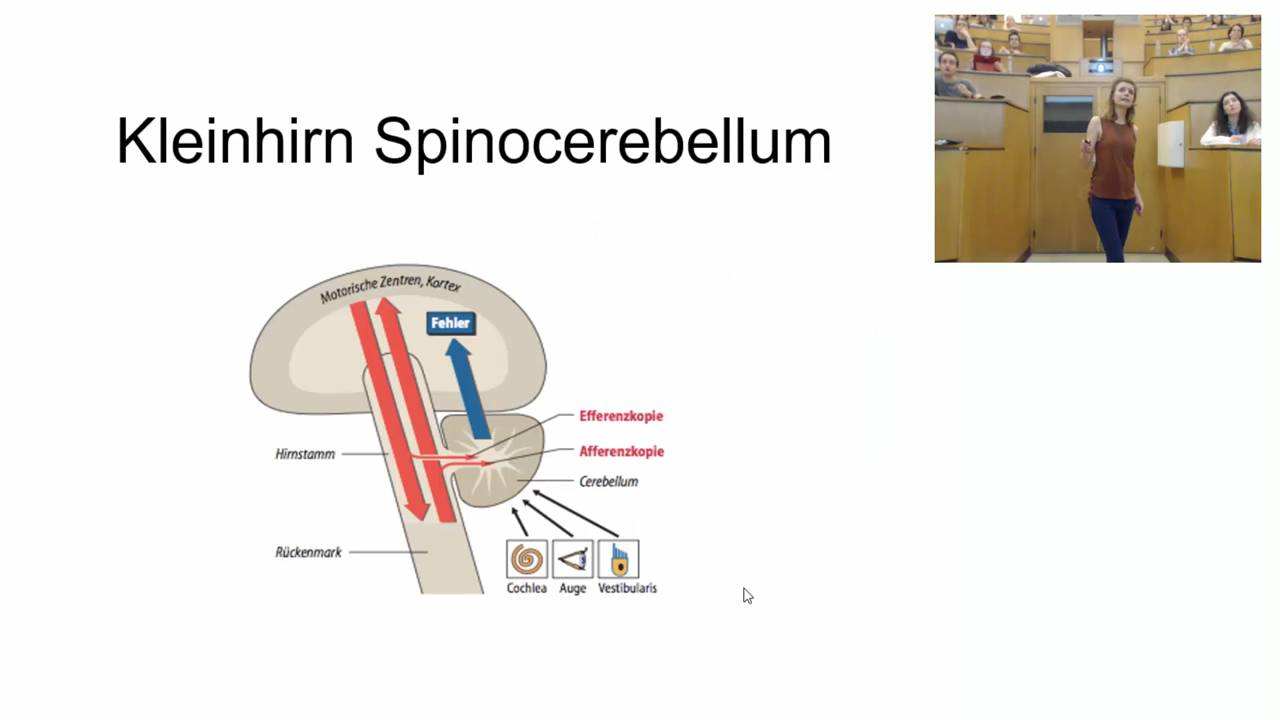 Kleinhirn Spinocerebellum
Motorische Zentren, Kortex
Fehler
Efferenzkopie
Hirnstamm
Afferenzkopie
Cerebellum
Rückenmark
Cochlea
Auge
Vestibularis